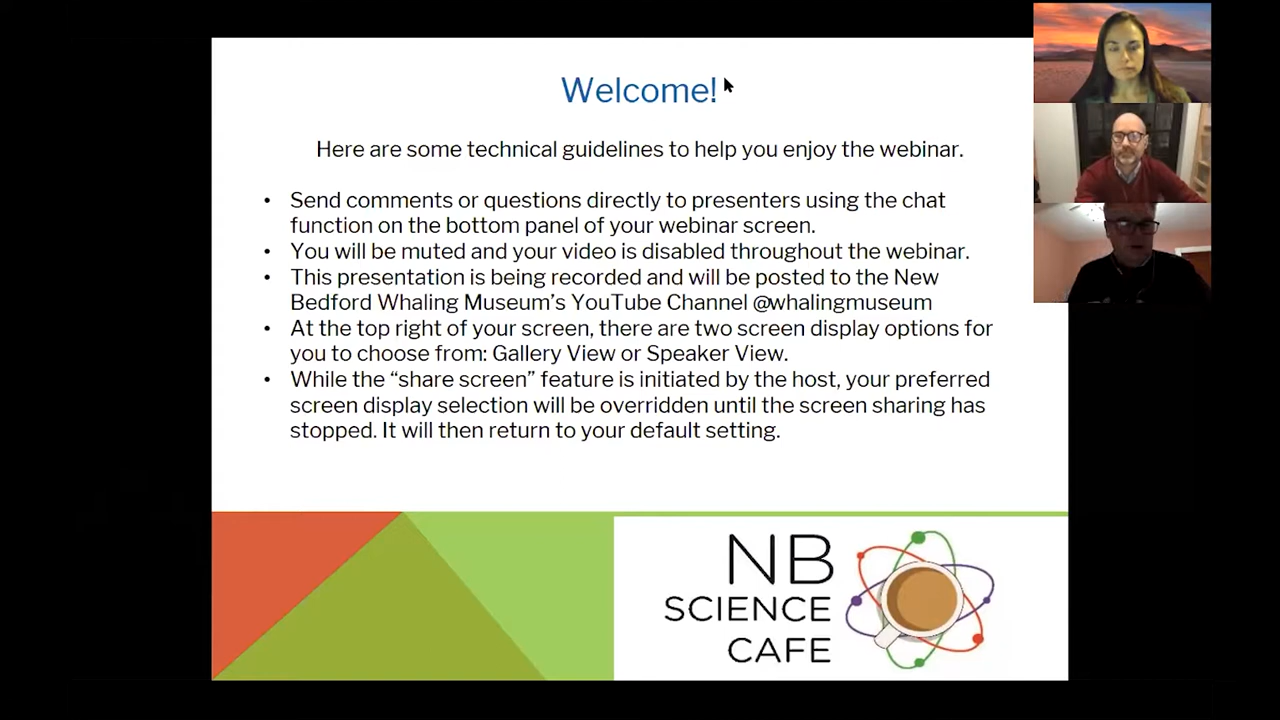 Welcome!
Here are some technical guidelines to help you enjoy the webinar.
• Send comments or questions directly to presenters using the chat
function on the bottom panel of your webinar screen.
• You will be muted and your video is disabled throughout the webinar.
• This presentation is being recorded and will be posted to the New
Bedford Whaling Museum’s YouTube Channel @whalingmuseum
• At the top right of your screen, there are two screen display options for
you to choose from: Gallery View or Speaker View.
• While the “share screen” feature is initiated by the host, your preferred
screen display selection will be overridden until the screen sharing has
stopped. It will then return to your default setting.
NB
SCIENCE
CAFE